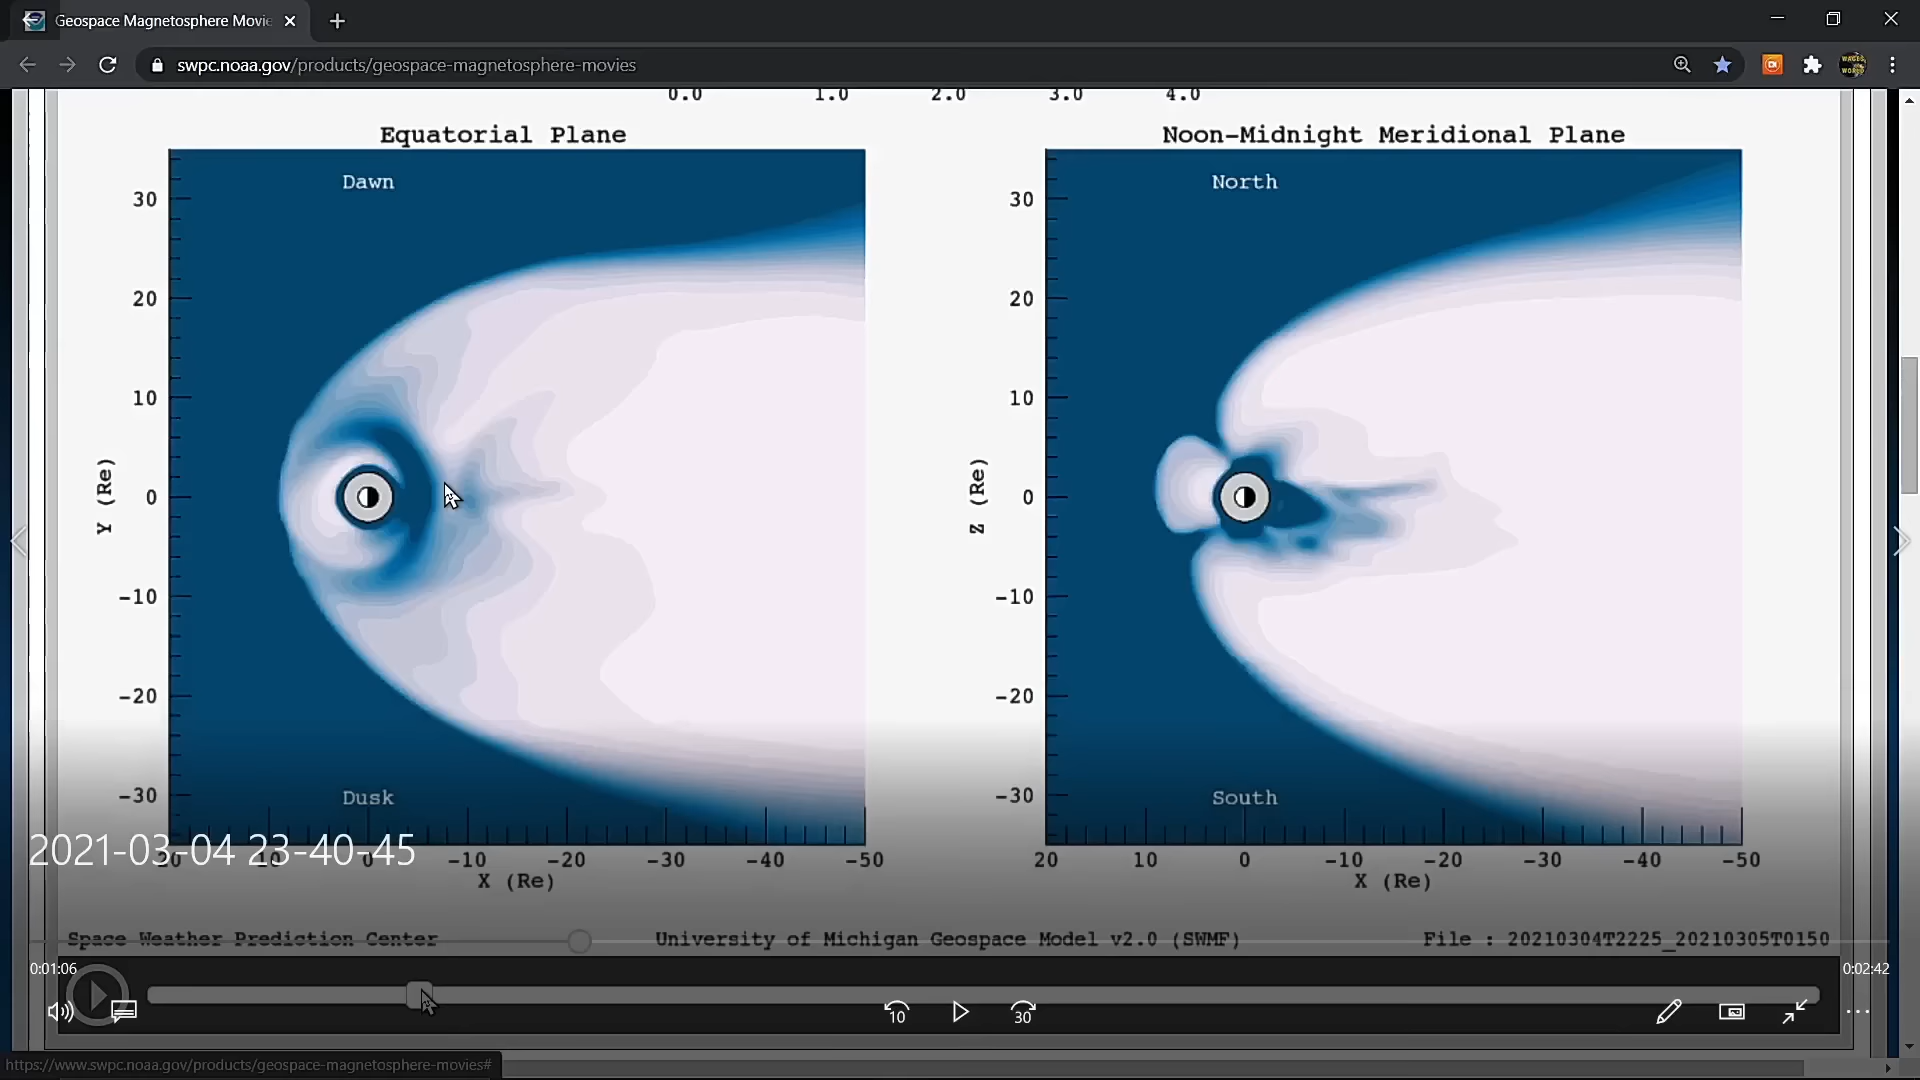 Geospace Magnetosphere Movie
swpc.noaa.gov/products/geospace-magnetosphere-movies
WAGES
WORLD
0.0 1.0 2.0 3.0 4.0
Equatorial Plane
Noon-Midnight Meridional Plane
Dawn
North
30
20
10
0
-10
-20
-30
Y (Re)
Dusk
30
20
10
0
-10
-20
-30
Z (Re)
South
2021-03-04 23-40-45
20 10 0 -10 -20 -30 -40 -50
X (Re)
20 10 0 -10 -20 -30 -40 -50
X (Re)
Space Weather Prediction Center
University of Michigan Geospace Model v2.0 (SWMF)
File : 20210304T2225_20210305T0150
0:01:06
0:02:42
10
30
https://www.swpc.noaa.gov/products/geospace-magnetosphere-movies#